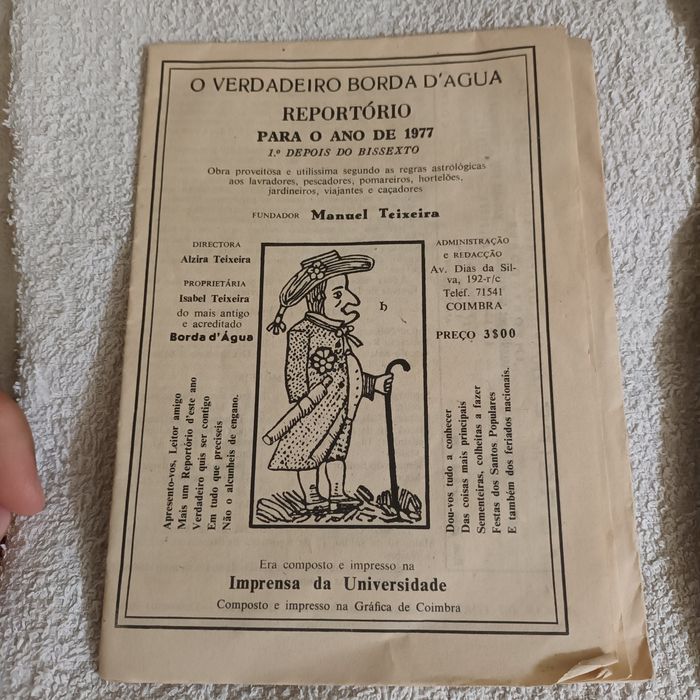 O VERDADEIRO BORDA D'AGUA
REPORTÓRIO
PARA O ANO DE 1977
1.º DEPOIS DO BISSEXTO
Obra proveitosa e utilíssima segundo as regras astrológicas
aos lavradores, pescadores, pomareiros, hortelões,
jardineiros, viajantes e caçadores
FUNDADOR Manuel Teixeira
DIRECTORA
Alzira Teixeira
PROPRIETÁRIA
Isabel Teixeira
do mais antigo
e acreditado
Borda d'Água
ADMINISTRAÇÃO
e REDACÇÃO
Av. Dias da Sil-
va, 192-r/c
Teléf. 71541
COIMBRA
PREÇO 3$00
Apresento-vos, Leitor amigo
Mais um Reportório d'este ano
Verdadeiro quis ser contigo
Em tudo que preciseis
Não o alcunheis de engano.
Dou-vos tudo a conhecer
Das coisas mais principais
Sementeiras, colheitas a fazer
Festas dos Santos Populares
E também dos feriados nacionais.
Era composto e impresso na
Imprensa da Universidade
Composto e impresso na Gráfica de Coimbra